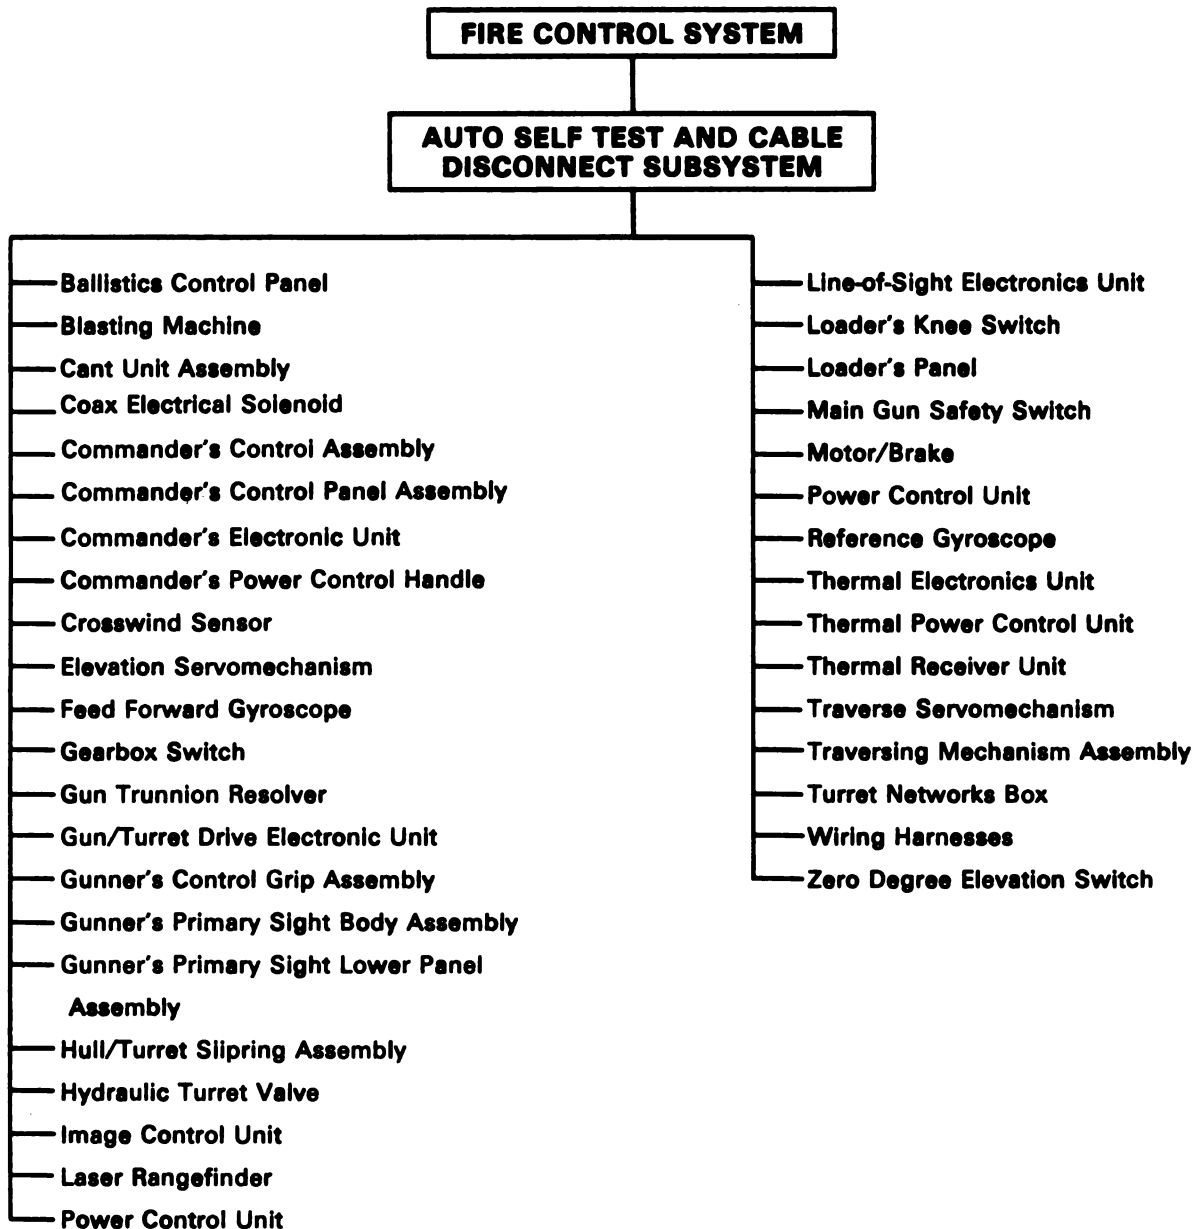 FIRE CONTROL SYSTEM
AUTO SELF TEST AND CABLE
DISCONNECT SUBSYSTEM
Ballistics Control Panel
Blasting Machine
Cant Unit Assembly
Coax Electrical Solenoid
Commander's Control Assembly
Commander's Control Panel Assembly
Commander's Electronic Unit
Commander's Power Control Handle
Crosswind Sensor
Elevation Servomechanism
Feed Forward Gyroscope
Gearbox Switch
Gun Trunnion Resolver
Gun/Turret Drive Electronic Unit
Gunner's Control Grip Assembly
Gunner's Primary Sight Body Assembly
Gunner's Primary Sight Lower Panel
Assembly
Hull/Turret Slipring Assembly
Hydraulic Turret Valve
Image Control Unit
Laser Rangefinder
Power Control Unit
Line-of-Sight Electronics Unit
Loader's Knee Switch
Loader's Panel
Main Gun Safety Switch
Motor/Brake
Power Control Unit
Reference Gyroscope
Thermal Electronics Unit
Thermal Power Control Unit
Thermal Receiver Unit
Traverse Servomechanism
Traversing Mechanism Assembly
Turret Networks Box
Wiring Harnesses
Zero Degree Elevation Switch